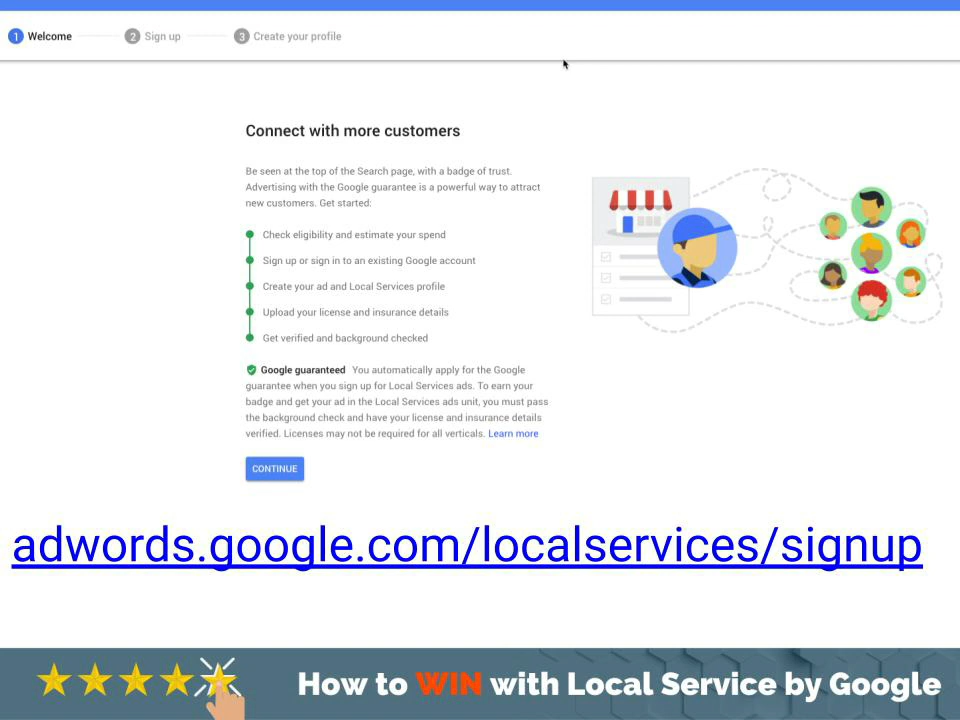 1 Welcome 2 Sign up 3 Create your profile
Connect with more customers
Be seen at the top of the Search page, with a badge of trust.
Advertising with the Google guarantee is a powerful way to attract
new customers. Get started:
Check eligibility and estimate your spend
Sign up or sign in to an existing Google account
Create your ad and Local Services profile
Upload your license and insurance details
Get verified and background checked
Google guaranteed You automatically apply for the Google
guarantee when you sign up for Local Services ads. To earn your
badge and get your ad in the Local Services ads unit, you must pass
the background check and have your license and insurance details
verified. Licenses may not be required for all verticals. Learn more
CONTINUE
adwords.google.com/localservices/signup
How to WIN with Local Service by Google